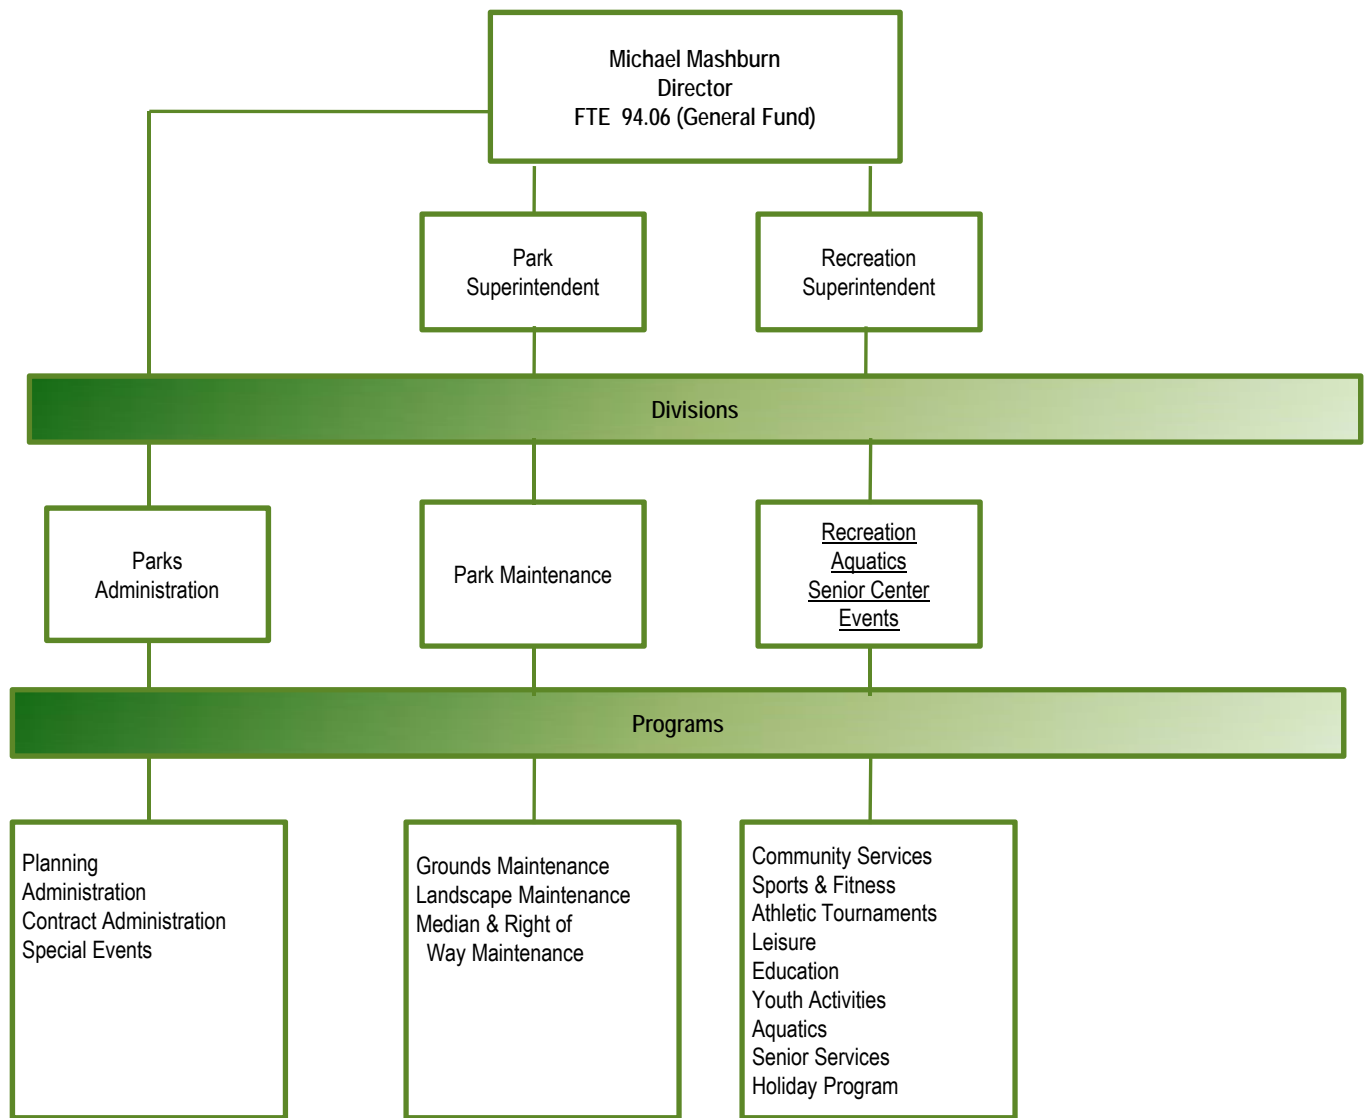 Michael Mashburn
Director
FTE  94.06 (General Fund)
Park
Superintendent
Recreation
Superintendent
Divisions
Parks
Administration
Park Maintenance
Recreation
Aquatics
Senior Center
Events
Programs
Planning
Administration
Contract Administration
Special Events
Grounds Maintenance
Landscape Maintenance
Median & Right of
Way Maintenance
Community Services
Sports & Fitness
Athletic Tournaments
Leisure
Education
Youth Activities
Aquatics
Senior Services
Holiday Program